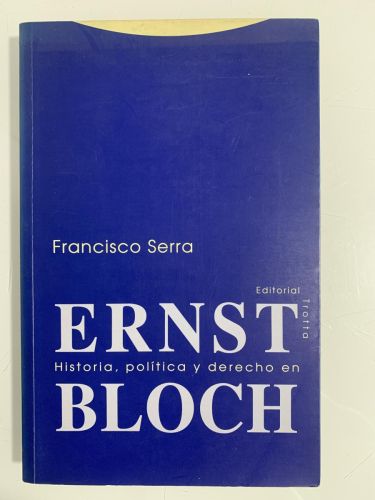 Francisco Serra
Editorial
Trotta
ERNST
Historia, política y derecho en
BLOCH